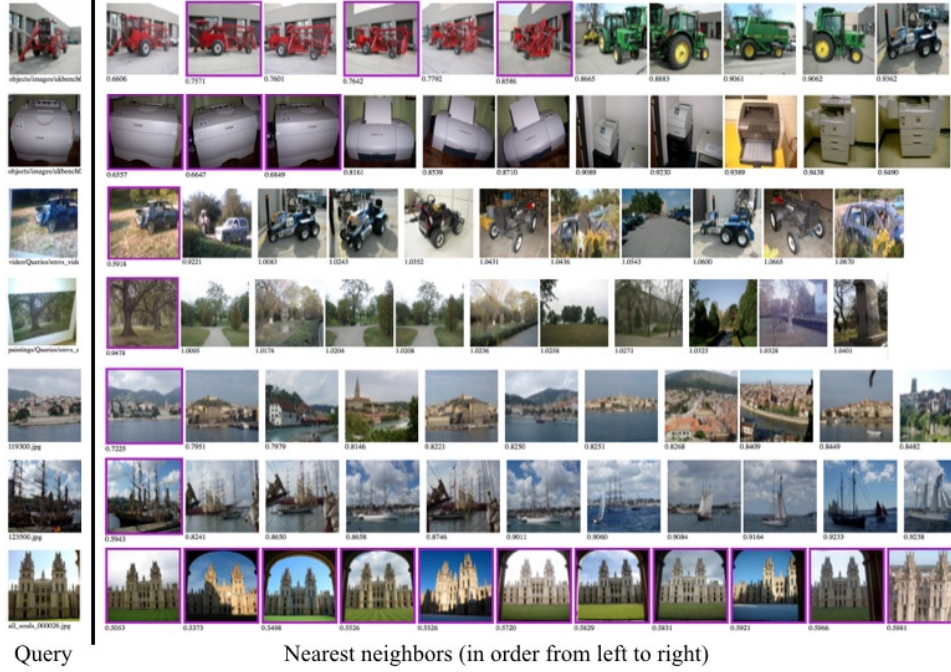 objects/images/ukbench0
0.6606 0.7571 0.7601 0.7642 0.7792 0.8586 0.8665 0.8883 0.9061 0.9062 0.9362
objects/images/ukbench0
0.6557 0.6647 0.6849 0.8161 0.8539 0.8710 0.9089 0.9230 0.9389 0.9438 0.9490
video/Queries/smvs_vide
0.5918 0.9221 1.0083 1.0243 1.0352 1.0431 1.0436 1.0543 1.0600 1.0665 1.0670
paintings/Queries/smvs_v
0.9478 1.0095 1.0174 1.0204 1.0208 1.0236 1.0256 1.0271 1.0325 1.0328 1.0401
119300.jpg
0.7225 0.7951 0.7979 0.8146 0.8221 0.8250 0.8251 0.8268 0.8409 0.8449 0.8482
123500.jpg
0.5943 0.8241 0.8650 0.8658 0.8746 0.9011 0.9060 0.9084 0.9164 0.9233 0.9238
all_souls_000026.jpg
0.5053 0.5373 0.5498 0.5526 0.5526 0.5720 0.5829 0.5831 0.5921 0.5966 0.5981
Query Nearest neighbors (in order from left to right)